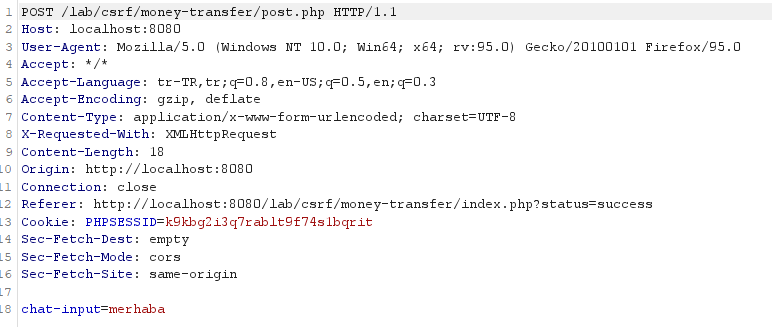 1 POST /lab/csrf/money-transfer/post.php HTTP/1.1
2 Host: localhost:8080
3 User-Agent: Mozilla/5.0 (Windows NT 10.0; Win64; x64; rv:95.0) Gecko/20100101 Firefox/95.0
4 Accept: */*
5 Accept-Language: tr-TR,tr;q=0.8,en-US;q=0.5,en;q=0.3
6 Accept-Encoding: gzip, deflate
7 Content-Type: application/x-www-form-urlencoded; charset=UTF-8
8 X-Requested-With: XMLHttpRequest
9 Content-Length: 18
10 Origin: http://localhost:8080
11 Connection: close
12 Referer: http://localhost:8080/lab/csrf/money-transfer/index.php?status=success
13 Cookie: PHPSESSID=k9kbg2i3q7rablt9f74s1bqrit
14 Sec-Fetch-Dest: empty
15 Sec-Fetch-Mode: cors
16 Sec-Fetch-Site: same-origin
17
18 chat-input=merhaba